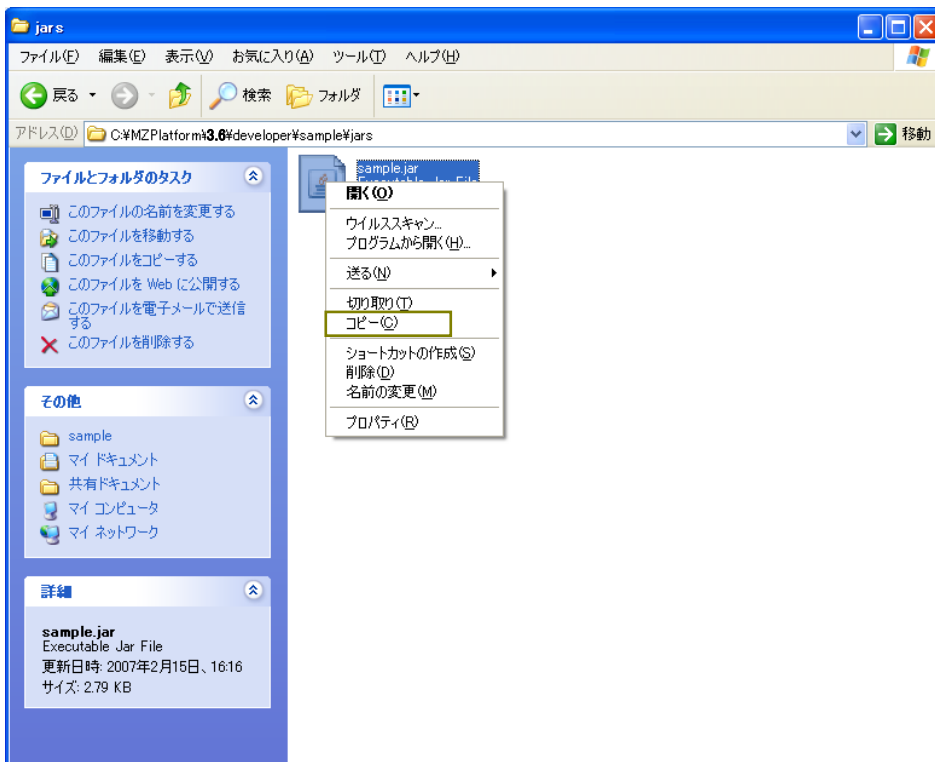 jars
ファイル(F) 編集(E) 表示(V) お気に入り(A) ツール(T) ヘルプ(H)
戻る 検索 フォルダ
アドレス(D) C:¥MZPlatform¥3.6¥developer¥sample¥jars 移動
ファイルとフォルダのタスク
このファイルの名前を変更する
このファイルを移動する
このファイルをコピーする
このファイルを Web に公開する
このファイルを電子メールで送信
する
このファイルを削除する
その他
sample
マイ ドキュメント
共有ドキュメント
マイ コンピュータ
マイ ネットワーク
詳細
sample.jar
Executable Jar File
更新日時: 2007年2月15日、16:16
サイズ: 2.79 KB
sample.jar
Executable Jar File
開く(O)
ウイルススキャン...
プログラムから開く(H)...
送る(N)
切り取り(T)
コピー(C)
ショートカットの作成(S)
削除(D)
名前の変更(M)
プロパティ(R)